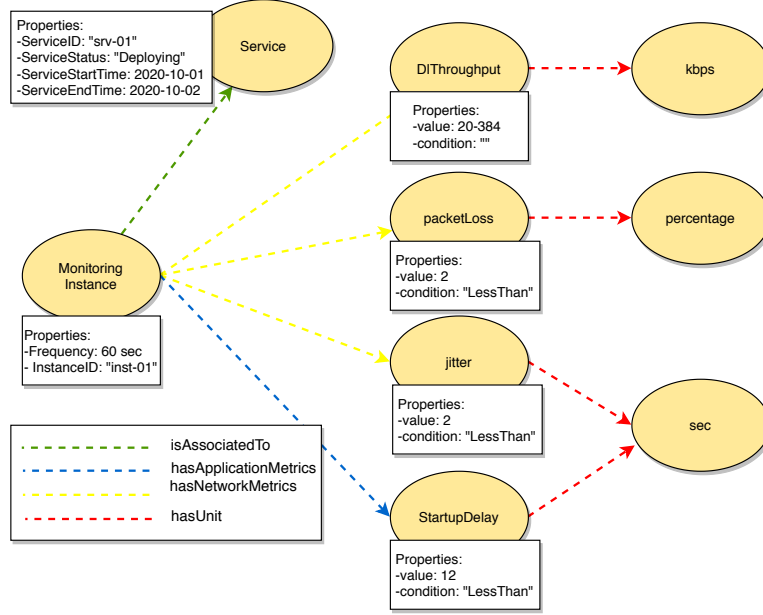 Properties:
-ServiceID: "srv-01"
-ServiceStatus: "Deploying"
-ServiceStartTime: 2020-10-01
-ServiceEndTime: 2020-10-02
Service
DlThroughput
kbps
Properties:
-value: 20-384
-condition: ""
packetLoss
percentage
Properties:
-value: 2
-condition: "LessThan"
Monitoring
Instance
Properties:
-Frequency: 60 sec
- InstanceID: "inst-01"
jitter
Properties:
-value: 2
-condition: "LessThan"
sec
StartupDelay
Properties:
-value: 12
-condition: "LessThan"
isAssociatedTo
hasApplicationMetrics
hasNetworkMetrics
hasUnit